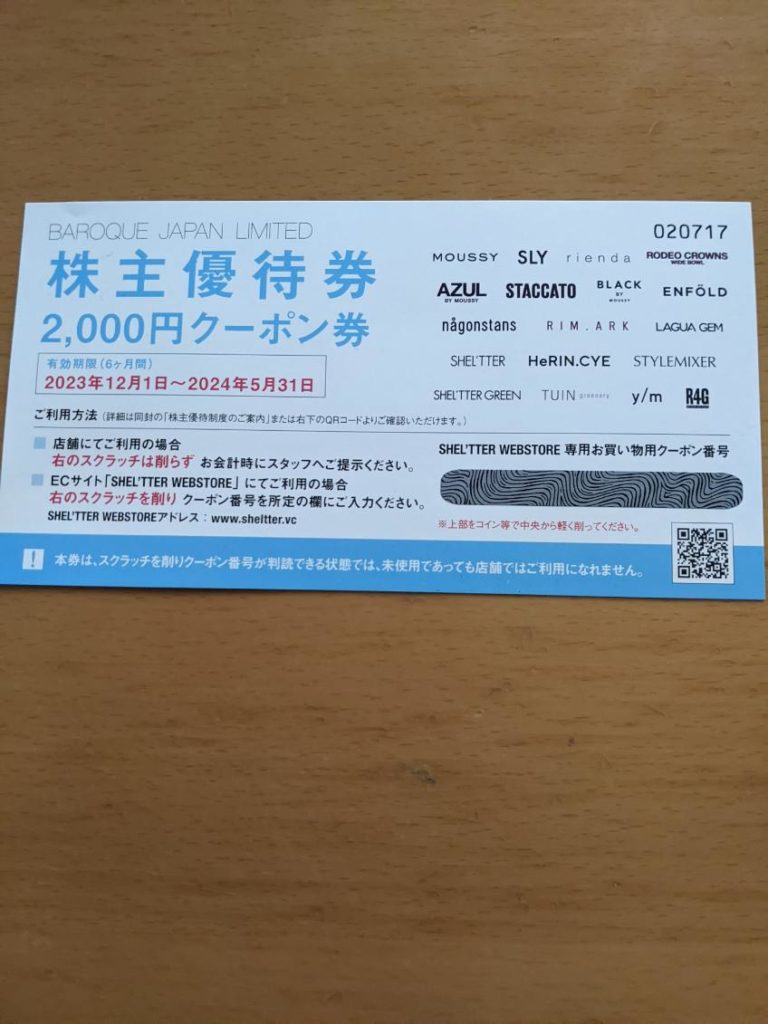 BAROQUE JAPAN LIMITED
株主優待券
2,000円クーポン券
有効期限(6ヶ月間)
2023年12月1日〜2024年5月31日
020717
MOUSSY SLY rienda RODEO CROWNS WIDE BOWL
AZUL BY MOUSSY STACCATO BLACK BY MOUSSY ENFÖLD
någonstans RIM.ARK LAGUA GEM
SHEL'TTER HeRIN.CYE STYLEMIXER
SHEL'TTER GREEN TUIN greenery y/m R4G
ご利用方法(詳細は同封の「株主優待制度のご案内」または右下のQRコードよりご確認いただけます。)
店舗にてご利用の場合
右のスクラッチは削らず お会計時にスタッフへご提示ください。
ECサイト「SHEL'TTER WEBSTORE」にてご利用の場合
右のスクラッチを削り クーポン番号を所定の欄にご入力ください。
SHEL'TTER WEBSTOREアドレス:www.sheltter.vc
SHEL'TTER WEBSTORE 専用お買い物用クーポン番号
※上部をコイン等で中央から軽く削ってください。
! 本券は、スクラッチを削りクーポン番号が判読できる状態では、未使用であっても店舗ではご利用になれません。